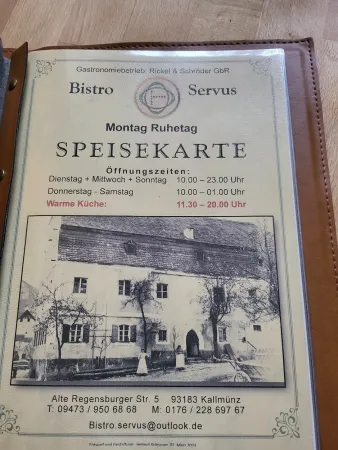 Gastronomiebetrieb: Rickel & Schröder GbR
Bistro Servus
Montag Ruhetag
SPEISEKARTE
Öffnungszeiten:
Dienstag + Mittwoch + Sonntag 10.00 – 23.00 Uhr
Donnerstag - Samstag 10.00 – 01.00 Uhr
Warme Küche: 11.30 – 20.00 Uhr
Alte Regensburger Str. 5 93183 Kallmünz
T: 09473 / 950 68 68 M: 0176 / 228 697 67
Bistro.servus@outlook.de